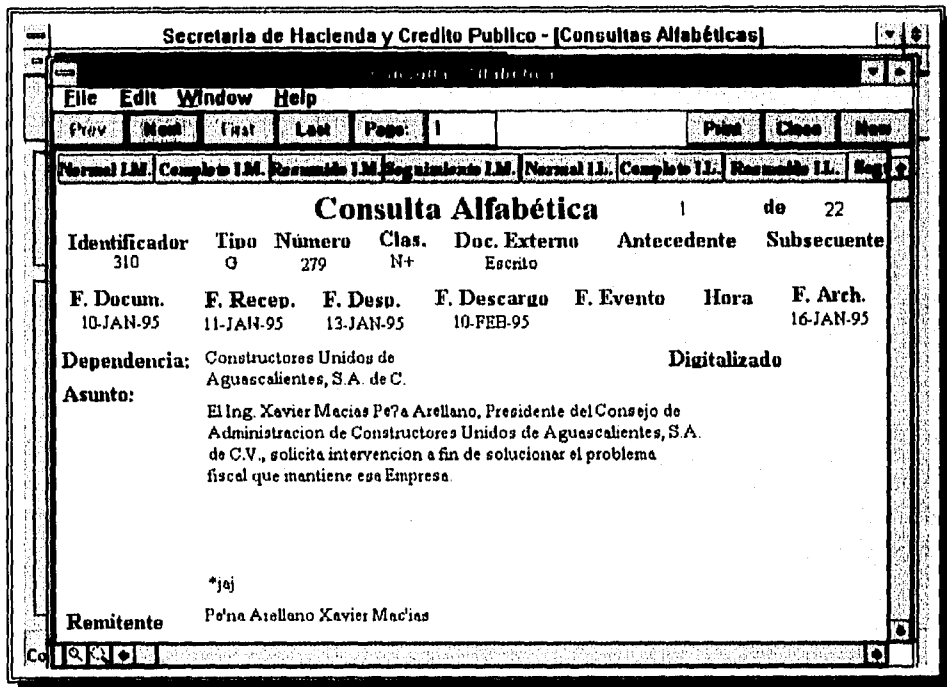 Secretaria de Hacienda y Credito Publico - [Consultas Alfabéticas]
Consulta Alfabetica
File Edit Window Help
Prev Next First Last Page: 1 Print Close New
Normal I.M. Completo I.M. Resumido I.M. Seguimiento I.M. Normal I.L. Completo I.L. Resumido I.L. Seg
Consulta Alfabética 1 de 22
Identificador Tipo Número Clas. Doc. Externo Antecedente Subsecuente
310 O 279 N+ Escrito
F. Docum. F. Recep. F. Desp. F. Descargo F. Evento Hora F. Arch.
10-JAN-95 11-JAN-95 13-JAN-95 10-FEB-95 16-JAN-95
Dependencia: Constructores Unidos de Digitalizado
Aguascalientes, S.A. de C.
Asunto:
El Ing. Xavier Macias Pe?a Arellano, Presidente del Consejo de
Administracion de Constructores Unidos de Aguascalientes, S.A.
de C.V., solicita intervencion a fin de solucionar el problema
fiscal que mantiene esa Empresa.
*jaj
Remitente Pe'na Arellano Xavier Mac'ias
Co